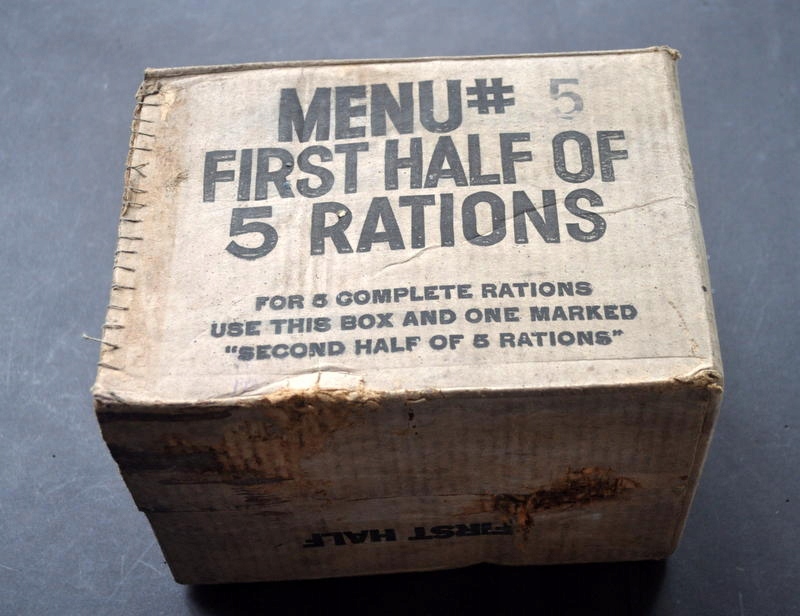 MENU# 5
FIRST HALF OF
5 RATIONS
FOR 5 COMPLETE RATIONS
USE THIS BOX AND ONE MARKED
"SECOND HALF OF 5 RATIONS"
FIRST HALF